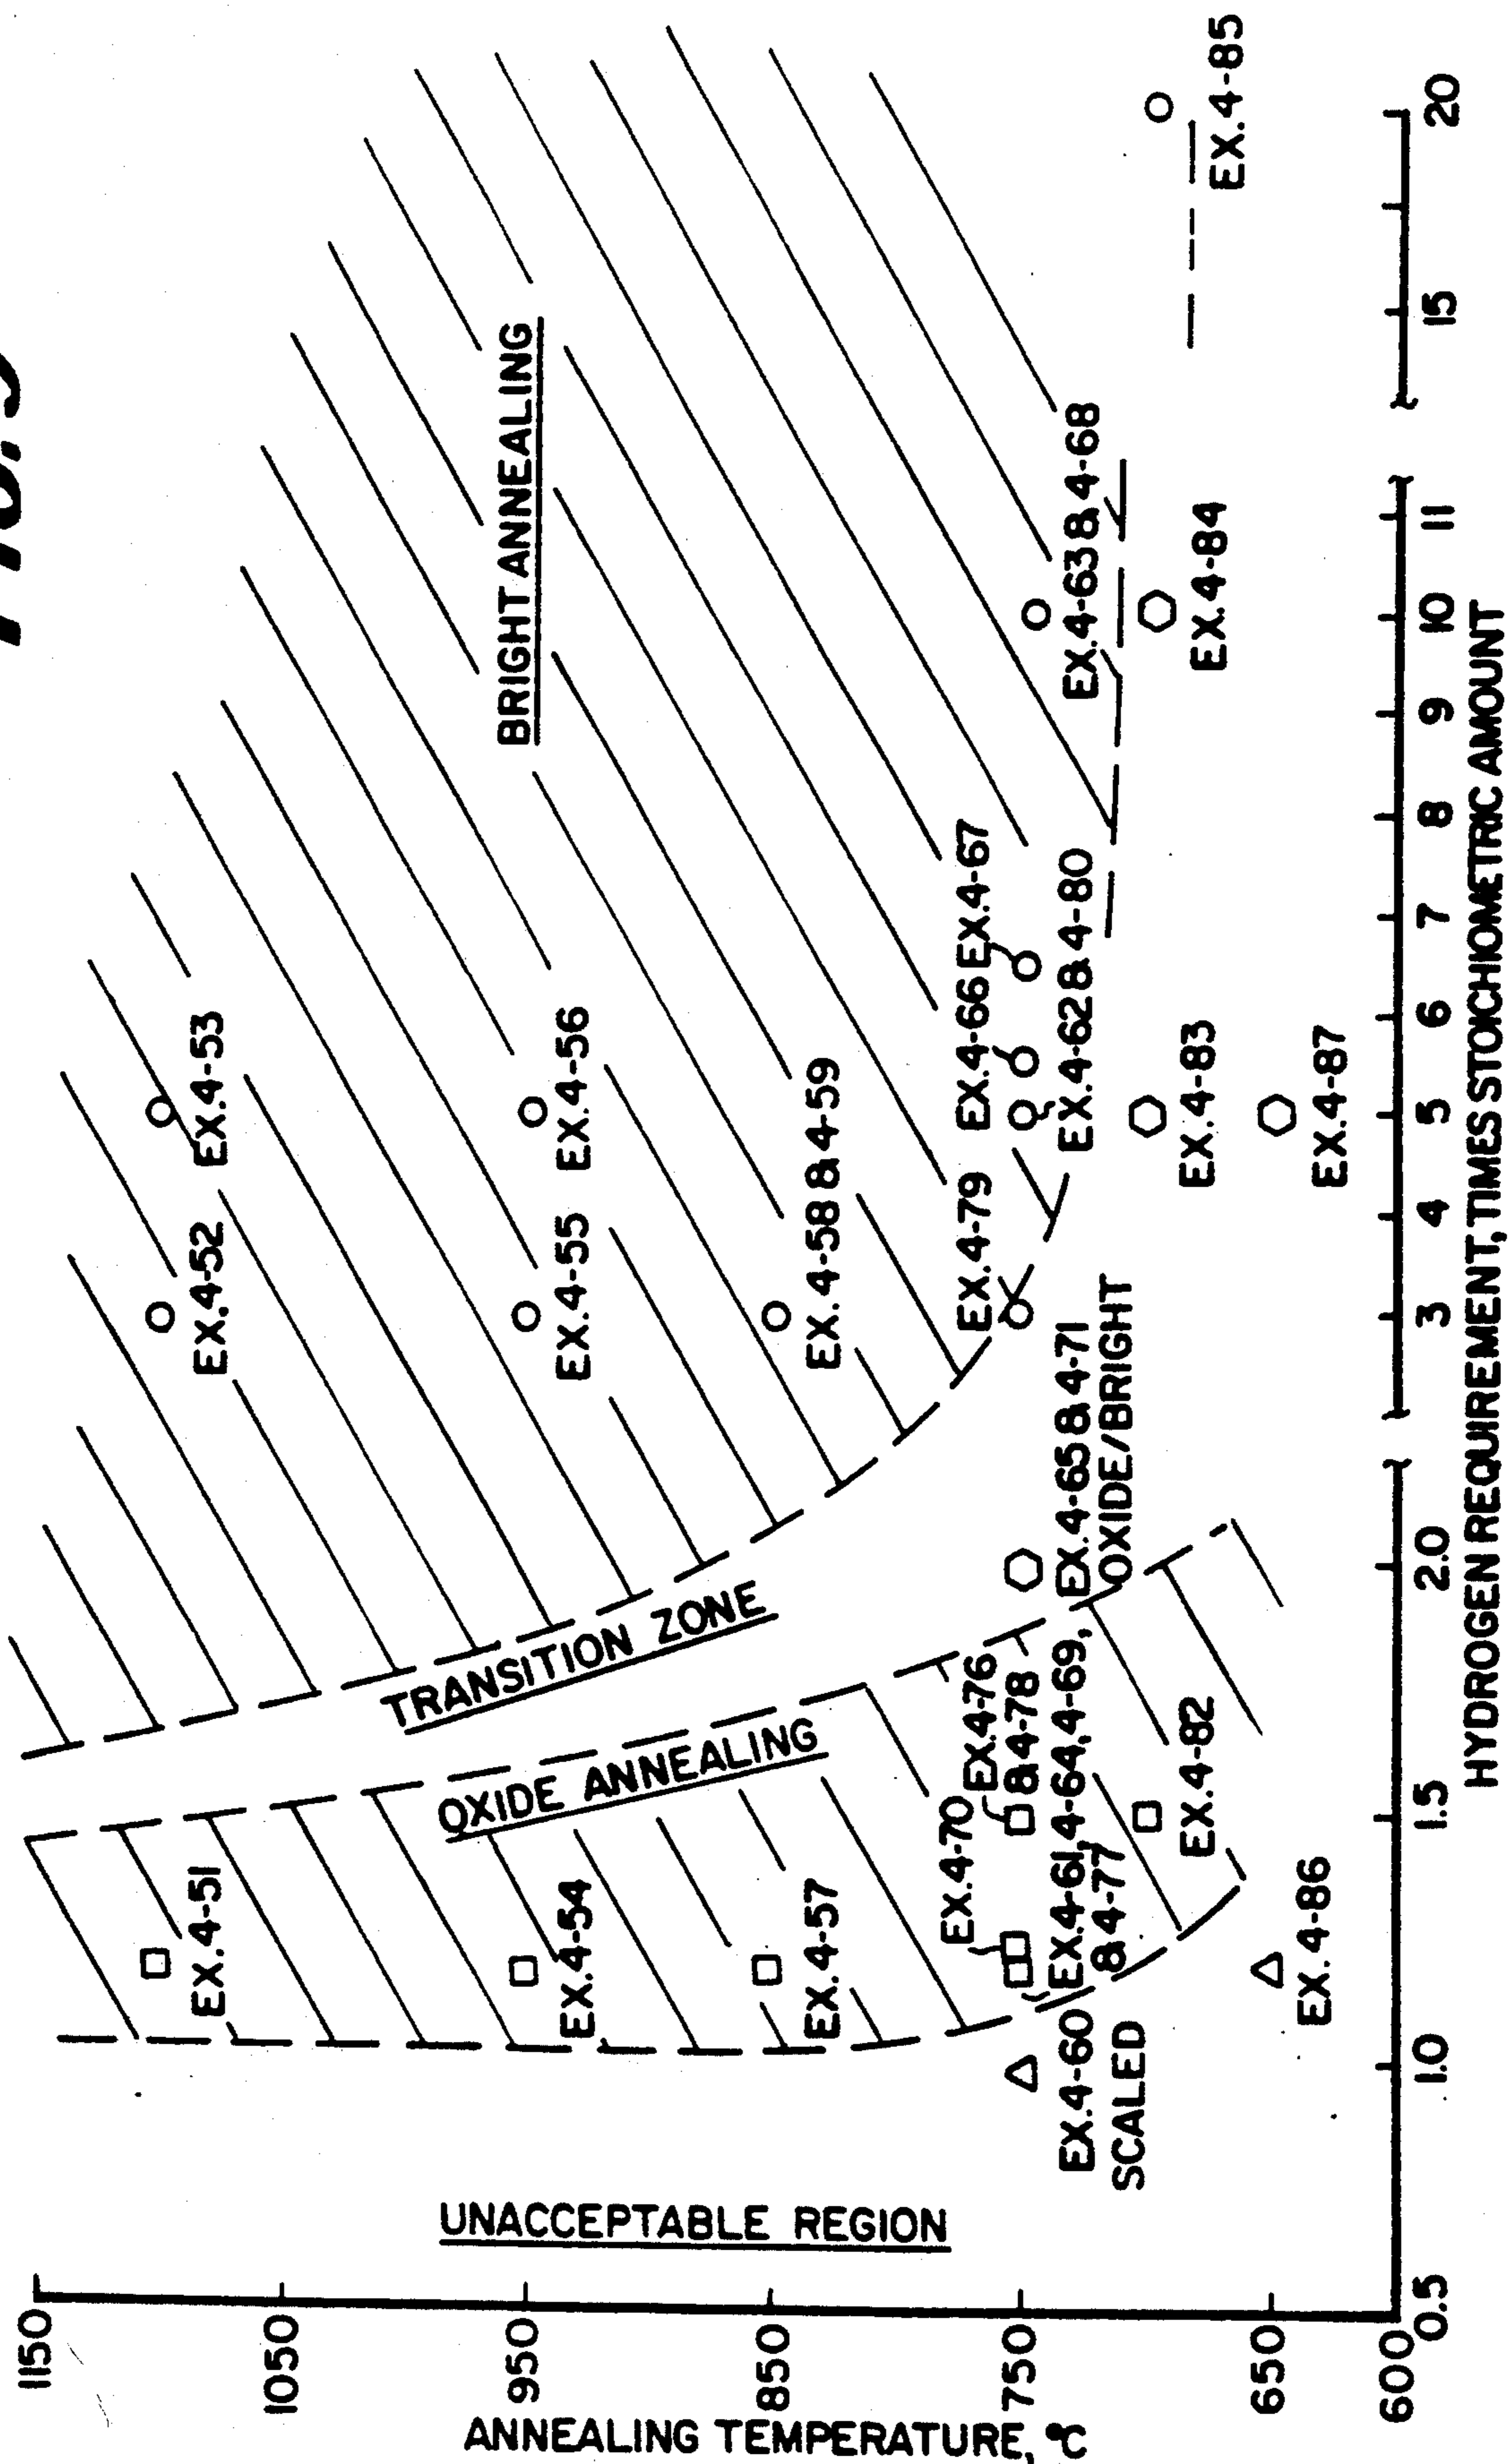 FIG. 9
BRIGHT ANNEALING
TRANSITION ZONE
OXIDE ANNEALING
UNACCEPTABLE REGION
EX.4-51
EX.4-52
EX.4-53
EX.4-54
EX.4-55
EX.4-56
EX.4-57
EX.4-58 & 4-59
EX.4-79
EX.4-66
EX.4-67
EX.4-62 & 4-80
EX.4-63 & 4-68
EX.4-70
EX.4-76
& 4-78
EX.4-60
SCALED
EX.4-61, 4-64, 4-69,
& 4-77
EX.4-65 & 4-71
OXIDE/BRIGHT
EX.4-82
EX.4-83
EX.4-84
EX.4-85
EX.4-86
EX.4-87
1150
1050
950
850
750
650
600
ANNEALING TEMPERATURE, °C
0.5 1.0 1.5 2.0 3 4 5 6 7 8 9 10 11 15 20
HYDROGEN REQUIREMENT, TIMES STOICHIOMETRIC AMOUNT